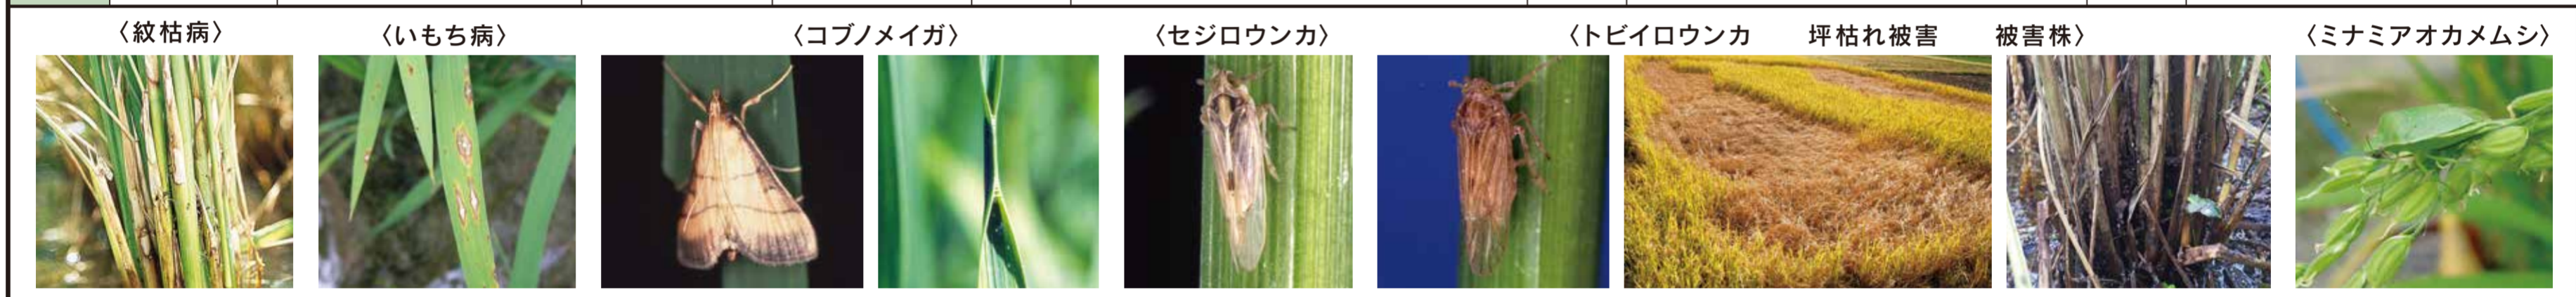 〈紋枯病〉
〈いもち病〉
〈コブノメイガ〉
〈セジロウンカ〉
〈トビイロウンカ　坪枯れ被害　被害株〉
〈ミナミアオカメムシ〉